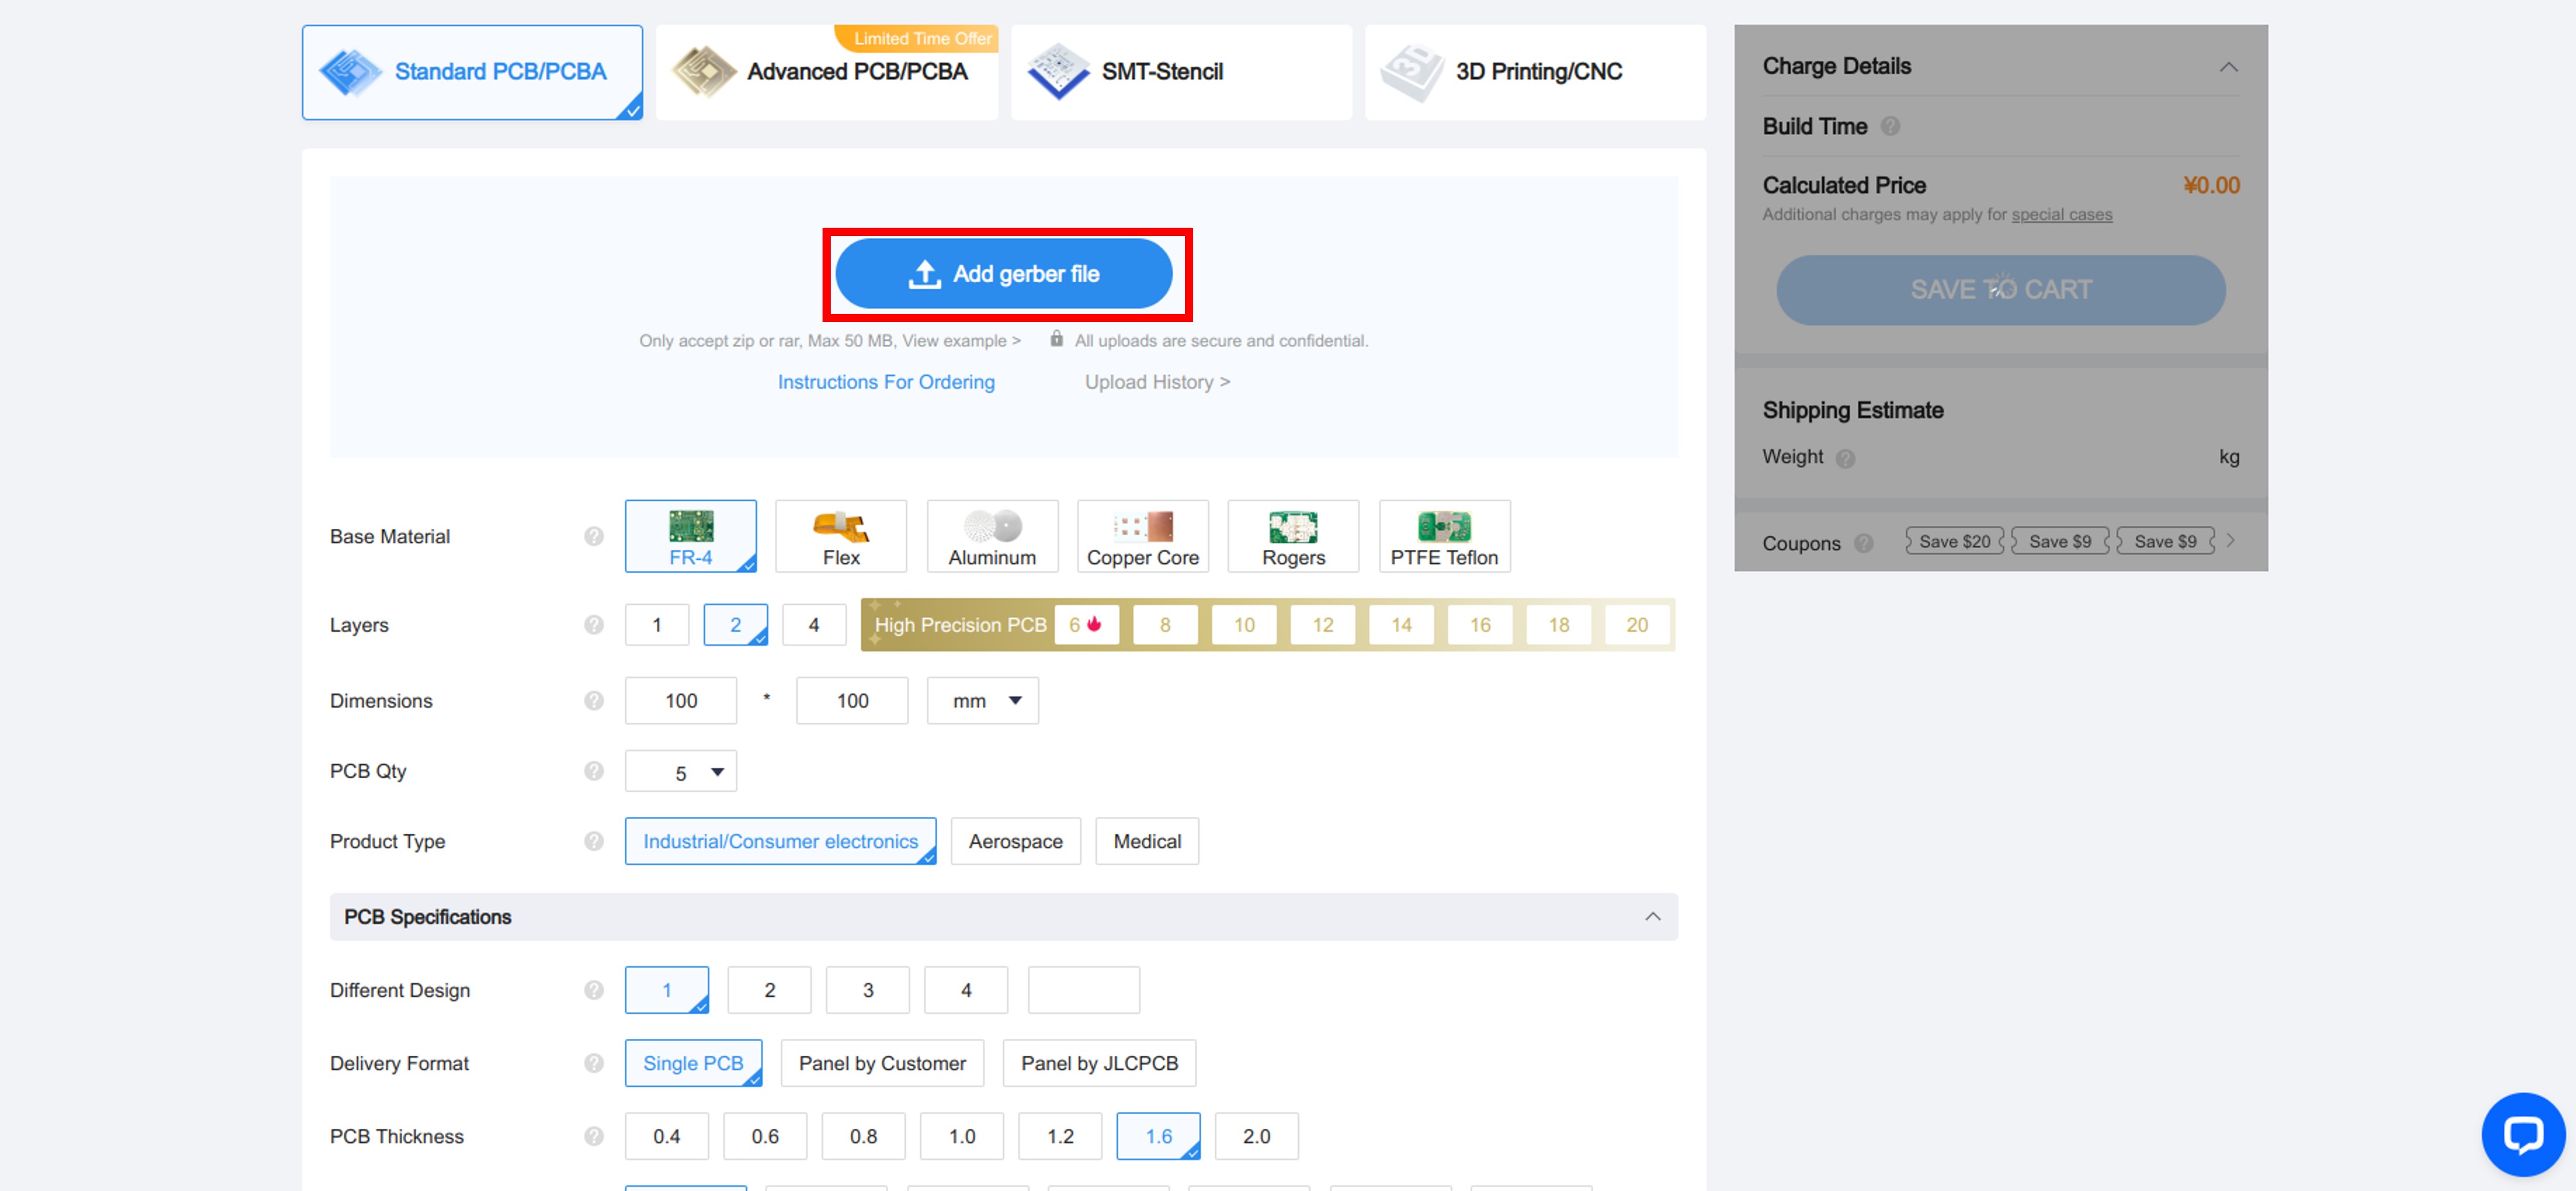 Standard PCB/PCBA
Limited Time Offer
Advanced PCB/PCBA
SMT-Stencil
3D Printing/CNC
Add gerber file
Only accept zip or rar, Max 50 MB, View example >
All uploads are secure and confidential.
Instructions For Ordering
Upload History >
Base Material
FR-4
Flex
Aluminum
Copper Core
Rogers
PTFE Teflon
Layers
1
2
4
High Precision PCB
6
8
10
12
14
16
18
20
Dimensions
100
*
100
mm
PCB Qty
5
Product Type
Industrial/Consumer electronics
Aerospace
Medical
PCB Specifications
Different Design
1
2
3
4
Delivery Format
Single PCB
Panel by Customer
Panel by JLCPCB
PCB Thickness
0.4
0.6
0.8
1.0
1.2
1.6
2.0
Charge Details
Build Time
Calculated Price
¥0.00
Additional charges may apply for special cases
SAVE TO CART
Shipping Estimate
Weight
kg
Coupons
Save $20
Save $9
Save $9